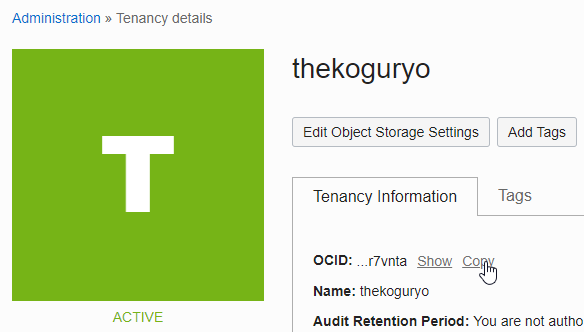 Administration » Tenancy details
T
thekoguryo
Edit Object Storage Settings
Add Tags
Tenancy Information
Tags
OCID: ...r7vnta Show Copy
Name: thekoguryo
Audit Retention Period: You are not autho
ACTIVE